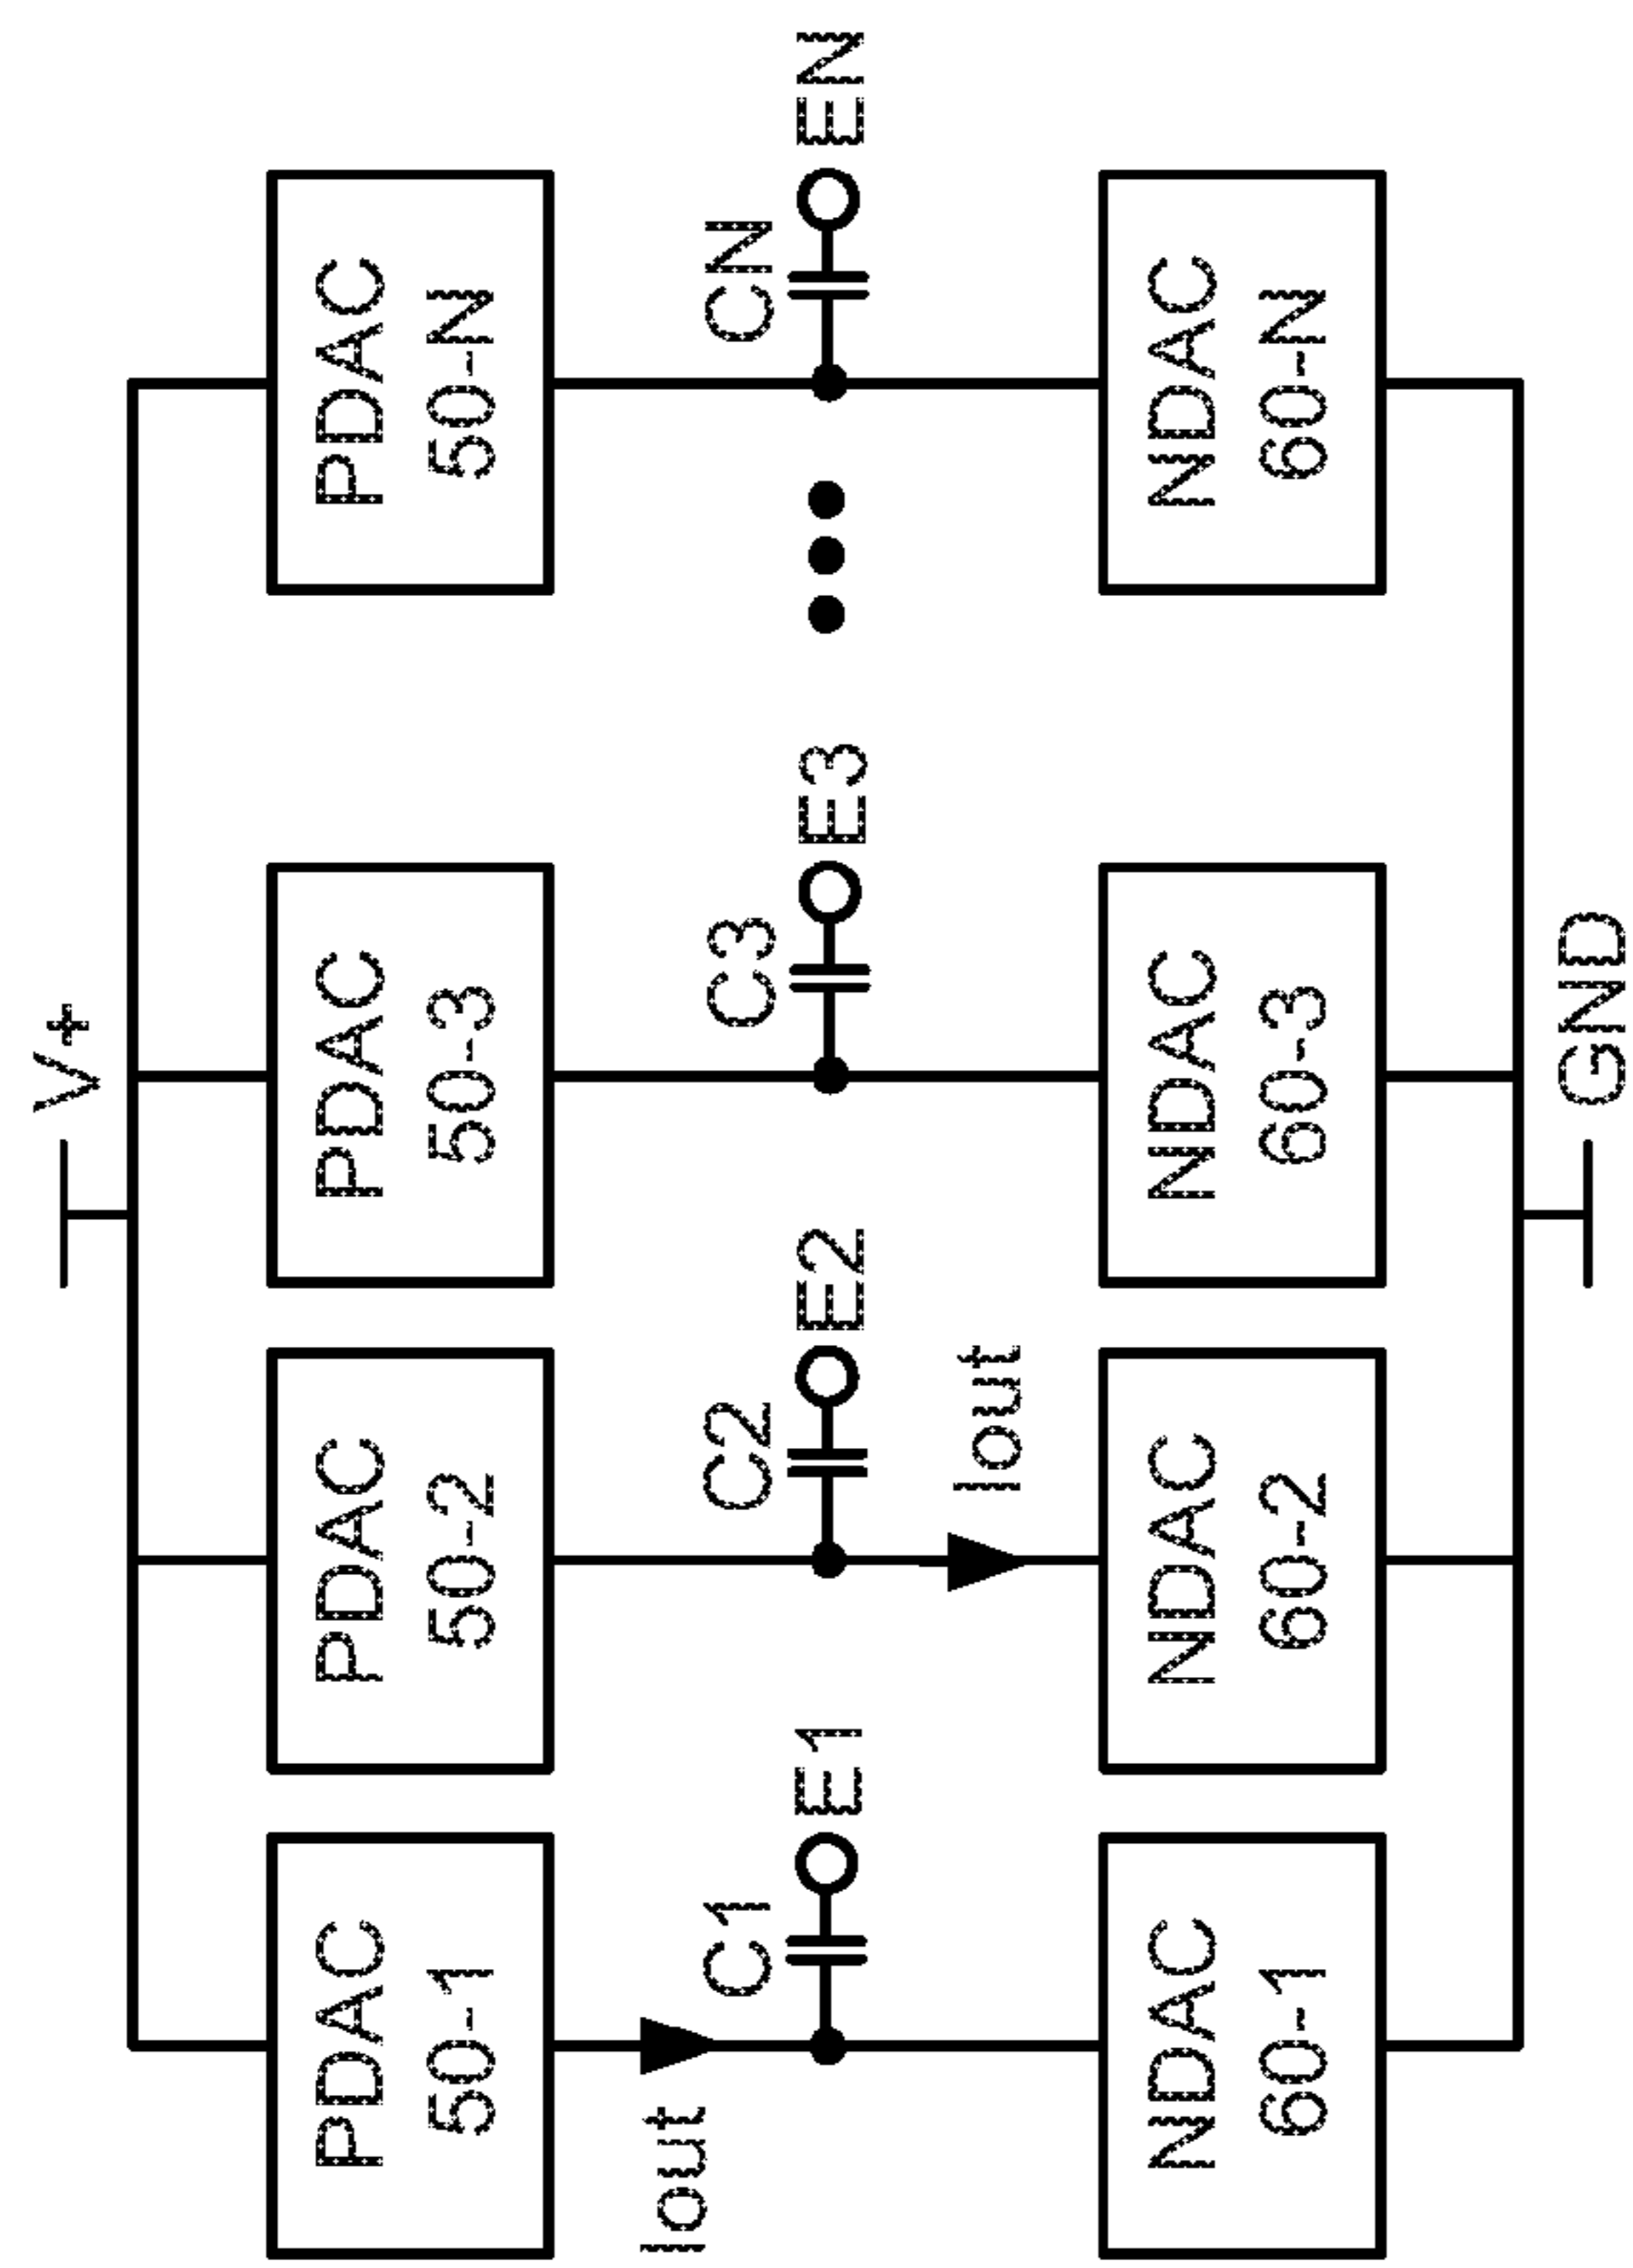 V+
PDAC
50-1
PDAC
50-2
PDAC
50-3
PDAC
50-N
Iout
C1
C2
C3
CN
E1
E2
E3
EN
Iout
NDAC
60-1
NDAC
60-2
NDAC
60-3
NDAC
60-N
GND